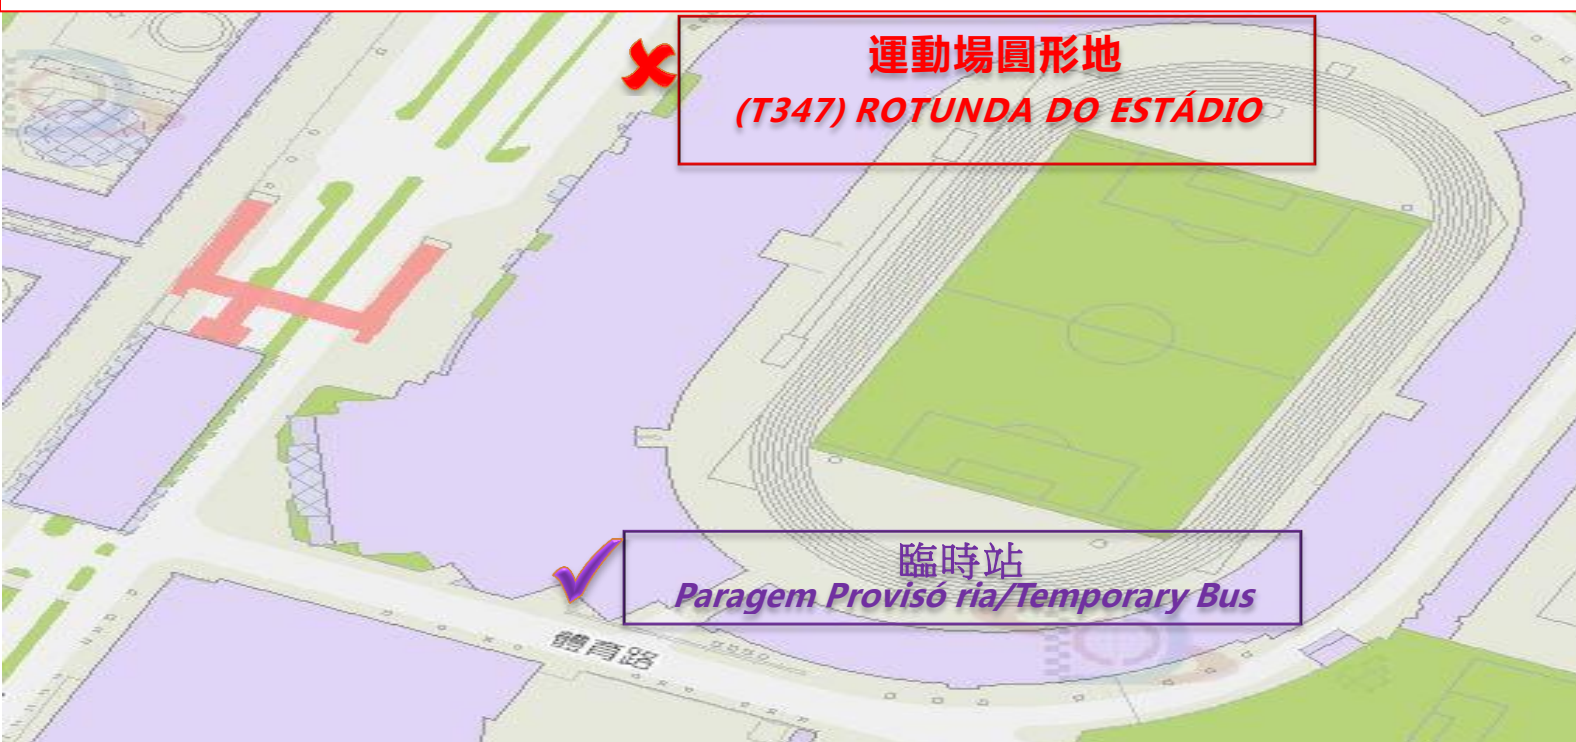 運動場圓形地
(T347) ROTUNDA DO ESTÁDIO
臨時站
Paragem Provisó ria/Temporary Bus
體育路